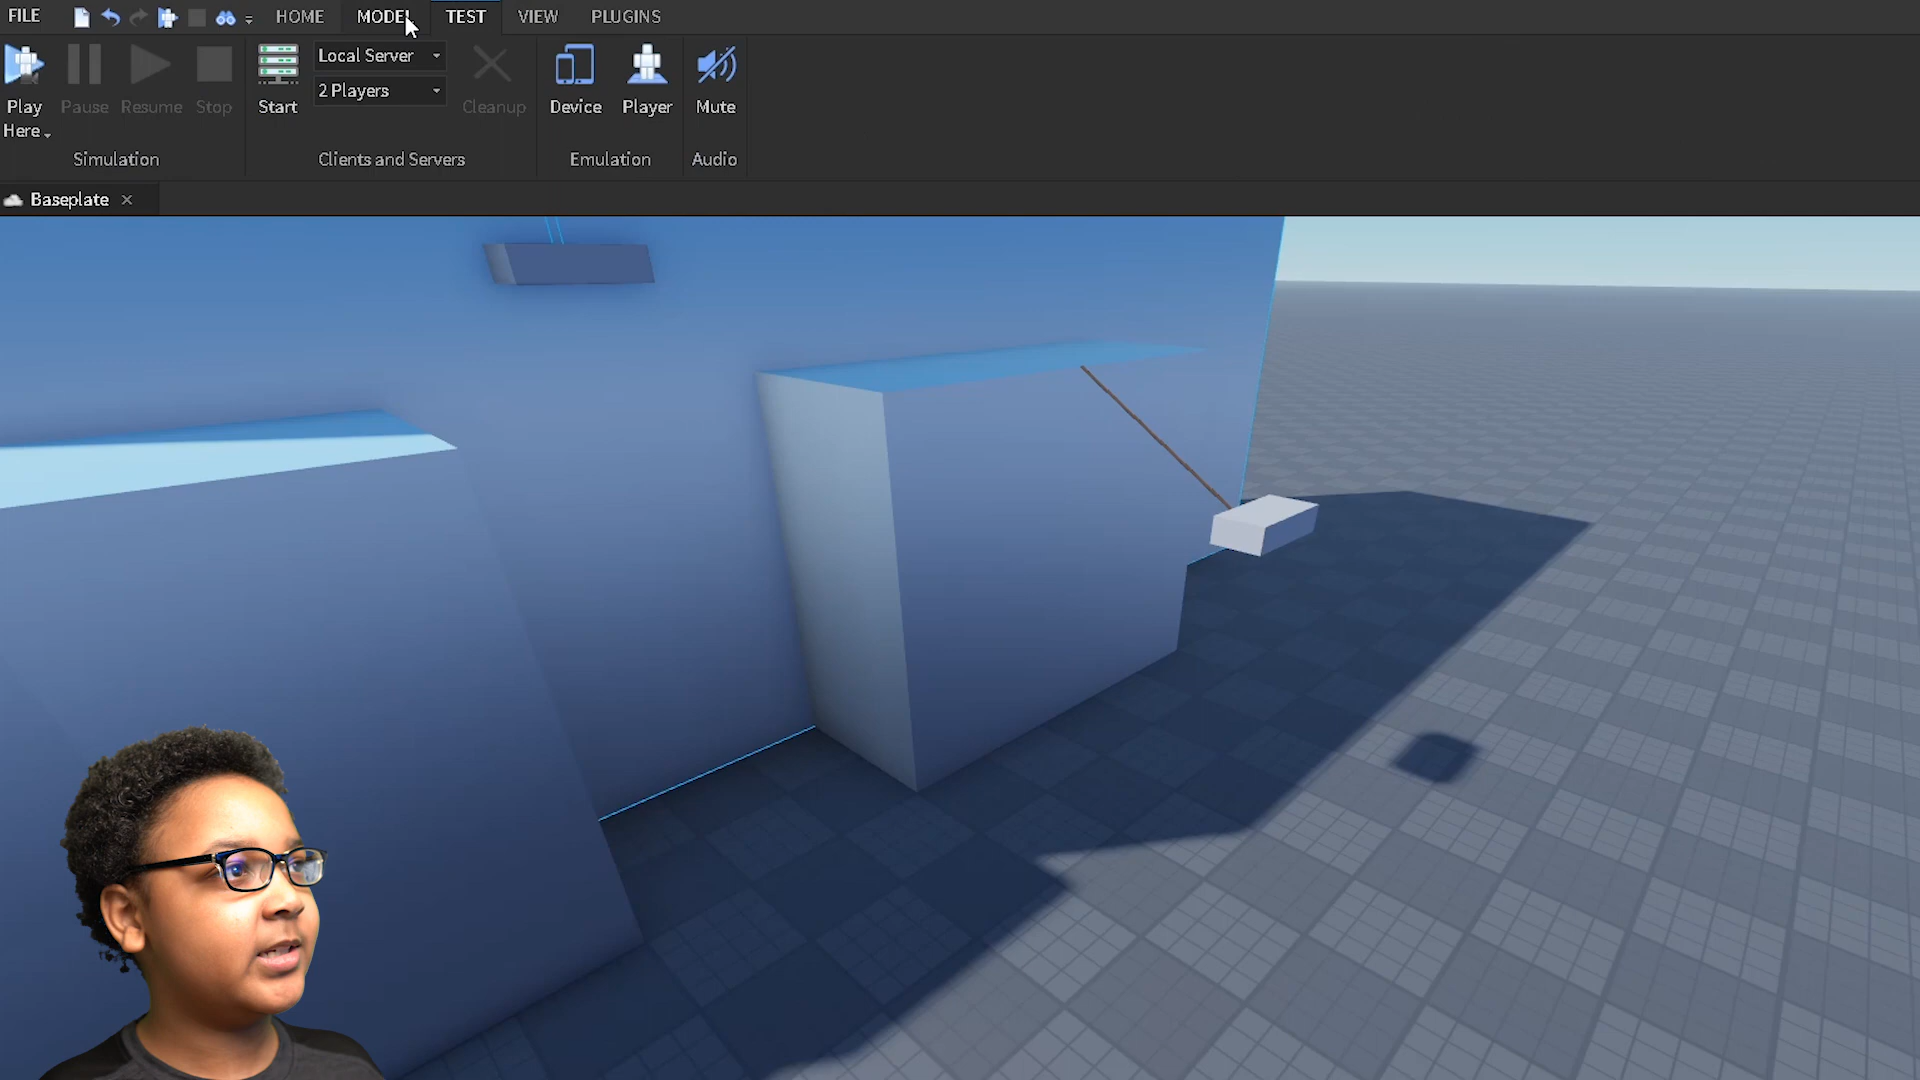 FILE HOME MODEL TEST VIEW PLUGINS
Local Server
2 Players
Play Here Pause Resume Stop Start Cleanup Device Player Mute
Simulation Clients and Servers Emulation Audio
Baseplate